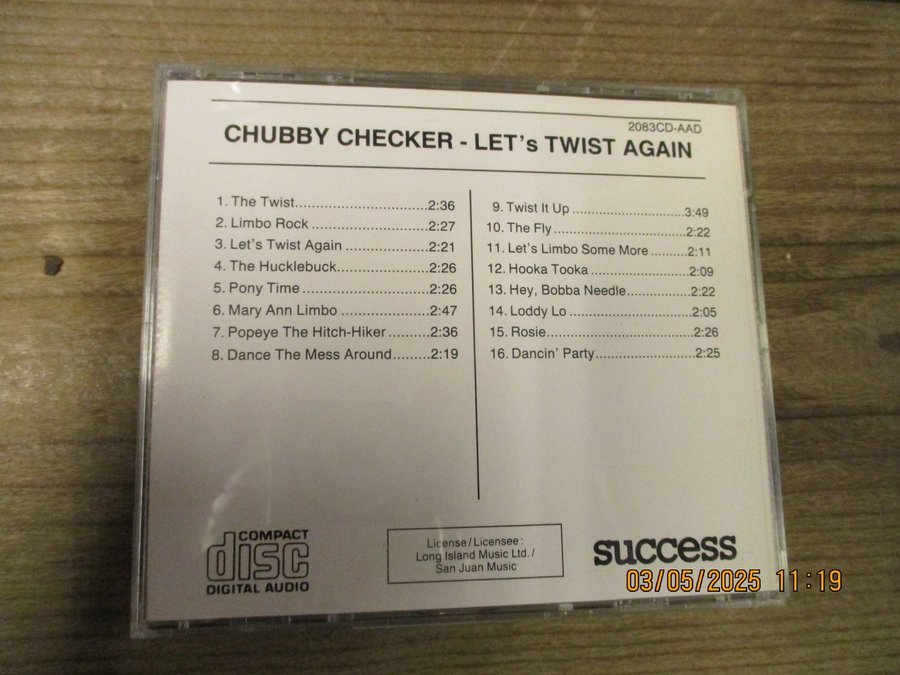 2083CD-AAD
CHUBBY CHECKER - LET's TWIST AGAIN
1. The Twist..............................2:36
2. Limbo Rock ...........................2:27
3. Let's Twist Again ...................2:21
4. The Hucklebuck.....................2:26
5. Pony Time .............................2:26
6. Mary Ann Limbo ....................2:47
7. Popeye The Hitch-Hiker .........2:36
8. Dance The Mess Around.........2:19
9. Twist It Up .........................3:49
10. The Fly..............................2:22
11. Let's Limbo Some More .........2:11
12. Hooka Tooka ......................2:09
13. Hey, Bobba Needle..............2:22
14. Loddy Lo ............................2:05
15. Rosie.................................2:26
16. Dancin' Party......................2:25
COMPACT
disc
DIGITAL AUDIO
License / Licensee :
Long Island Music Ltd. /
San Juan Music
success
03/05/2025 11:19